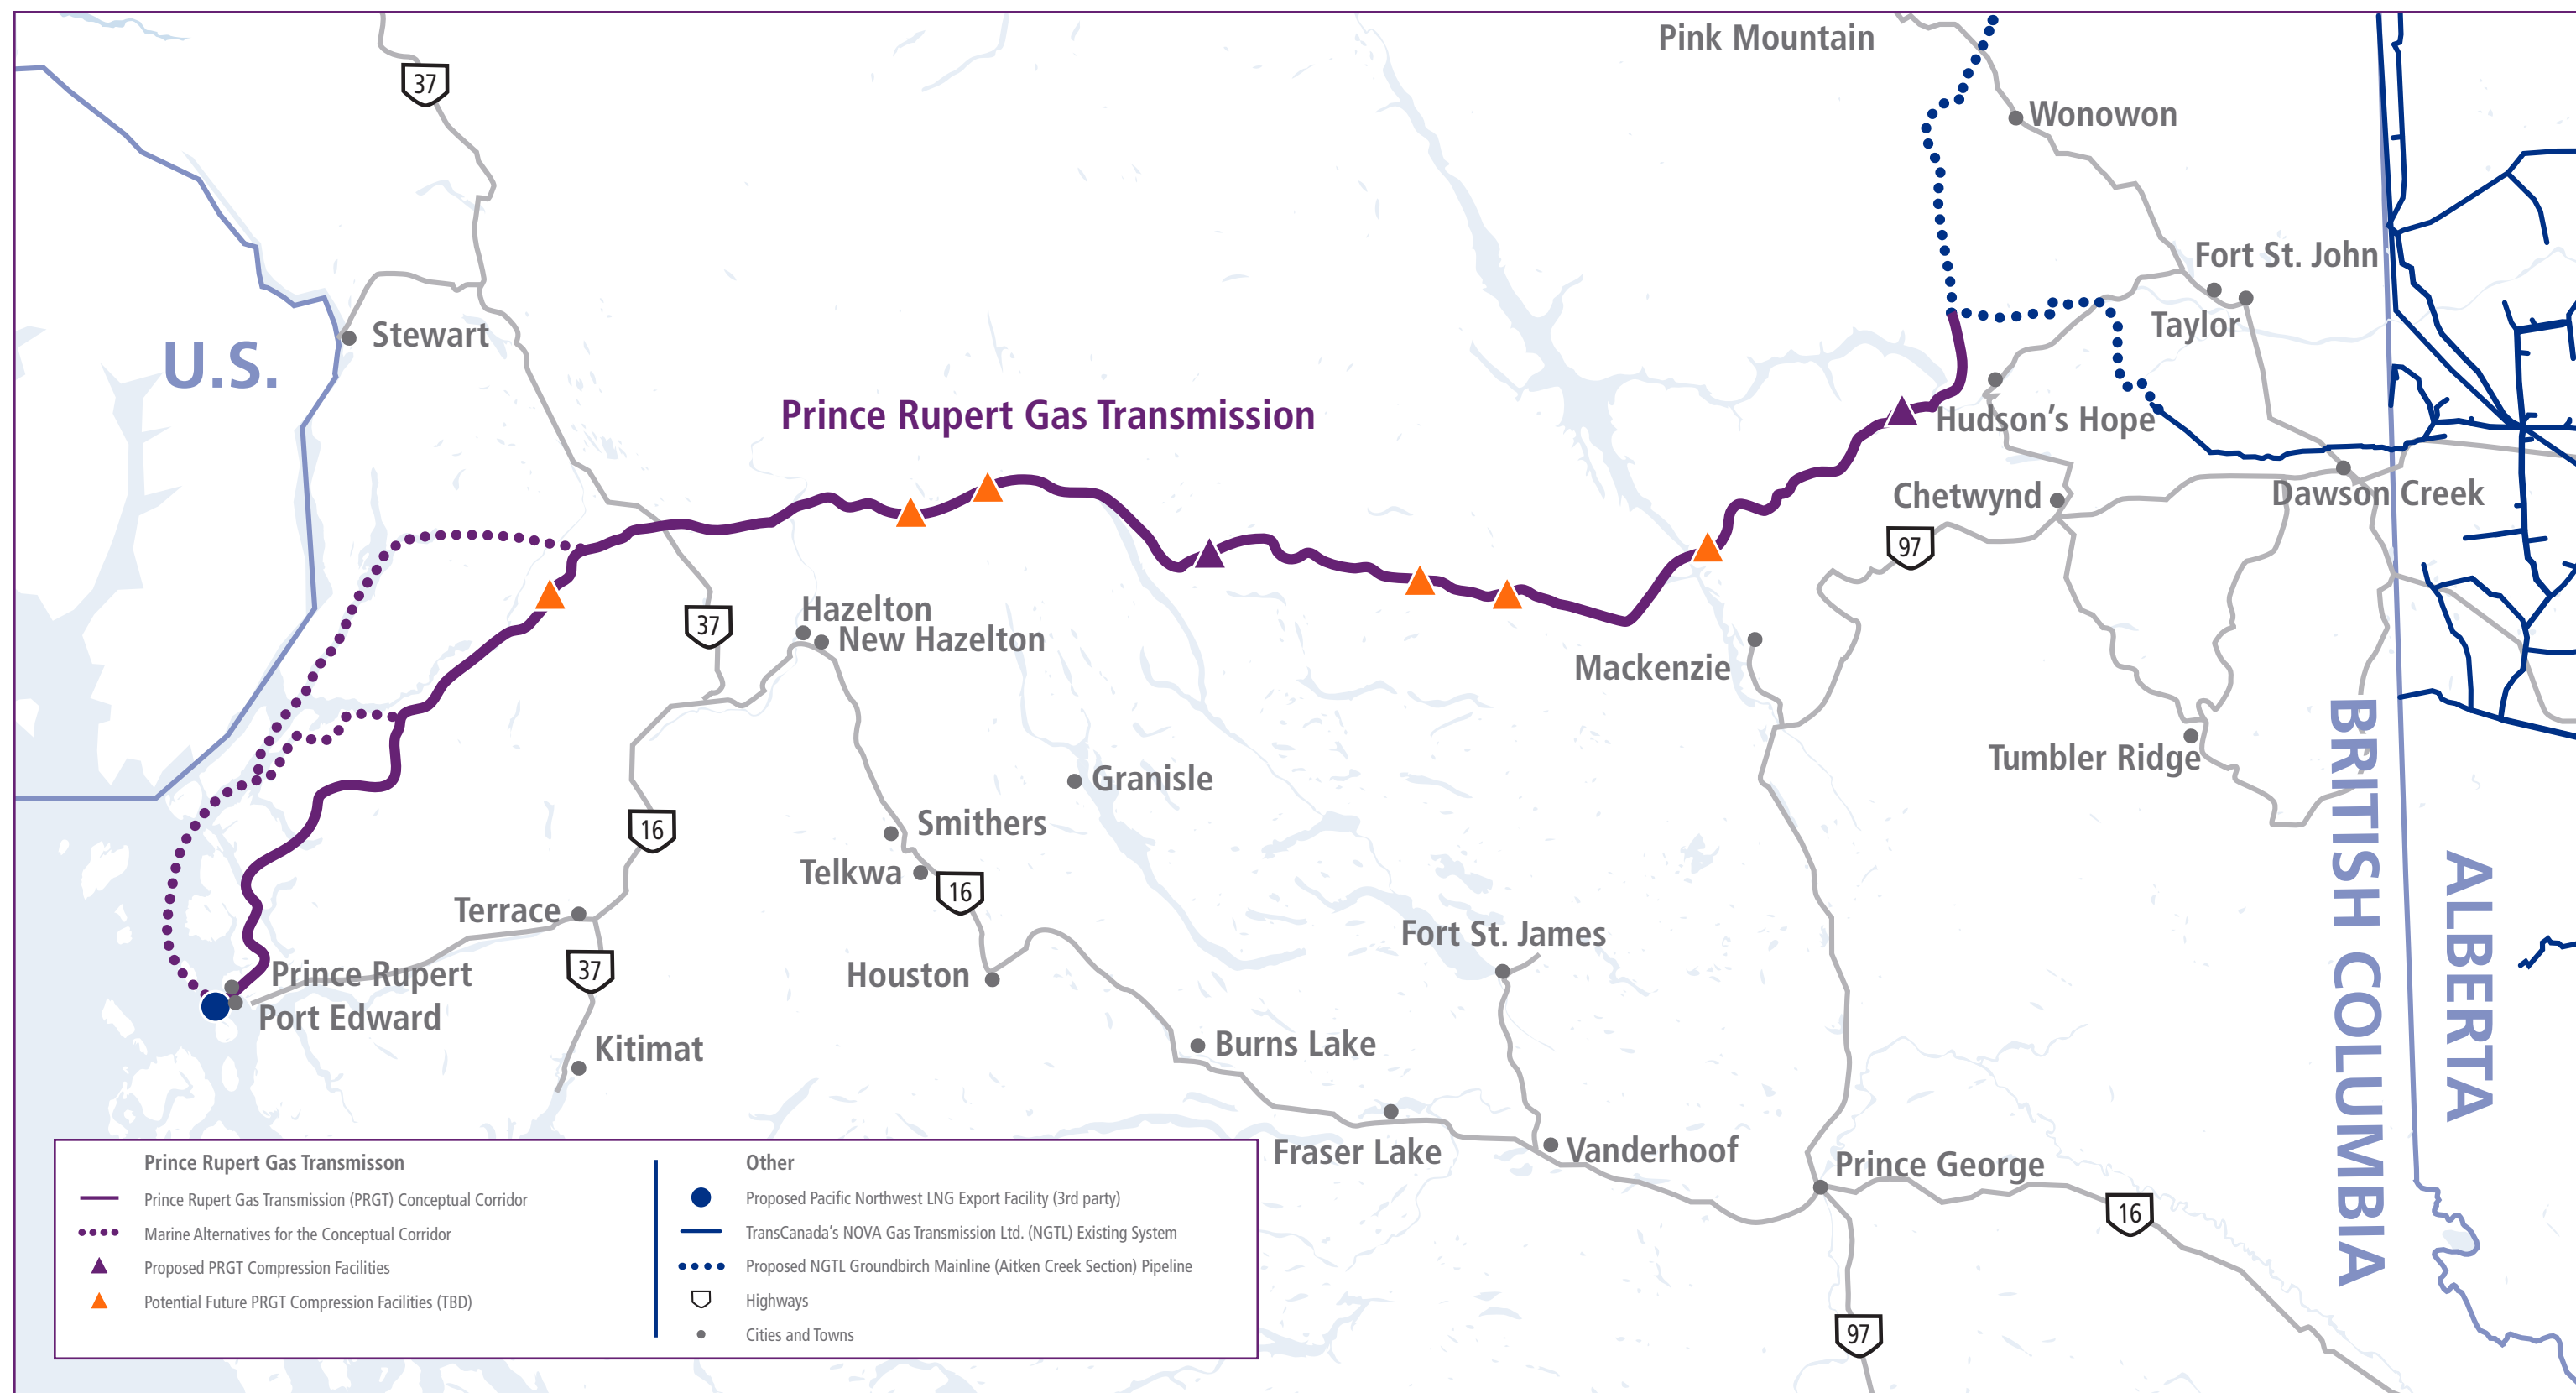 Pink Mountain
37
Wonowon
Fort St. John
Taylor
Stewart
U.S.
Prince Rupert Gas Transmission
Hudson's Hope
Chetwynd
Dawson Creek
97
Hazelton
37
New Hazelton
Mackenzie
Tumbler Ridge
Granisle
Smithers
16
Telkwa
16
Terrace
Fort St. James
37
Houston
Prince Rupert
Port Edward
Kitimat
Burns Lake
Fraser Lake
Vanderhoof
Prince George
16
97
BRITISH COLUMBIA
ALBERTA
Prince Rupert Gas Transmisson
Prince Rupert Gas Transmission (PRGT) Conceptual Corridor
Marine Alternatives for the Conceptual Corridor
Proposed PRGT Compression Facilities
Potential Future PRGT Compression Facilities (TBD)
Other
Proposed Pacific Northwest LNG Export Facility (3rd party)
TransCanada's NOVA Gas Transmission Ltd. (NGTL) Existing System
Proposed NGTL Groundbirch Mainline (Aitken Creek Section) Pipeline
Highways
Cities and Towns